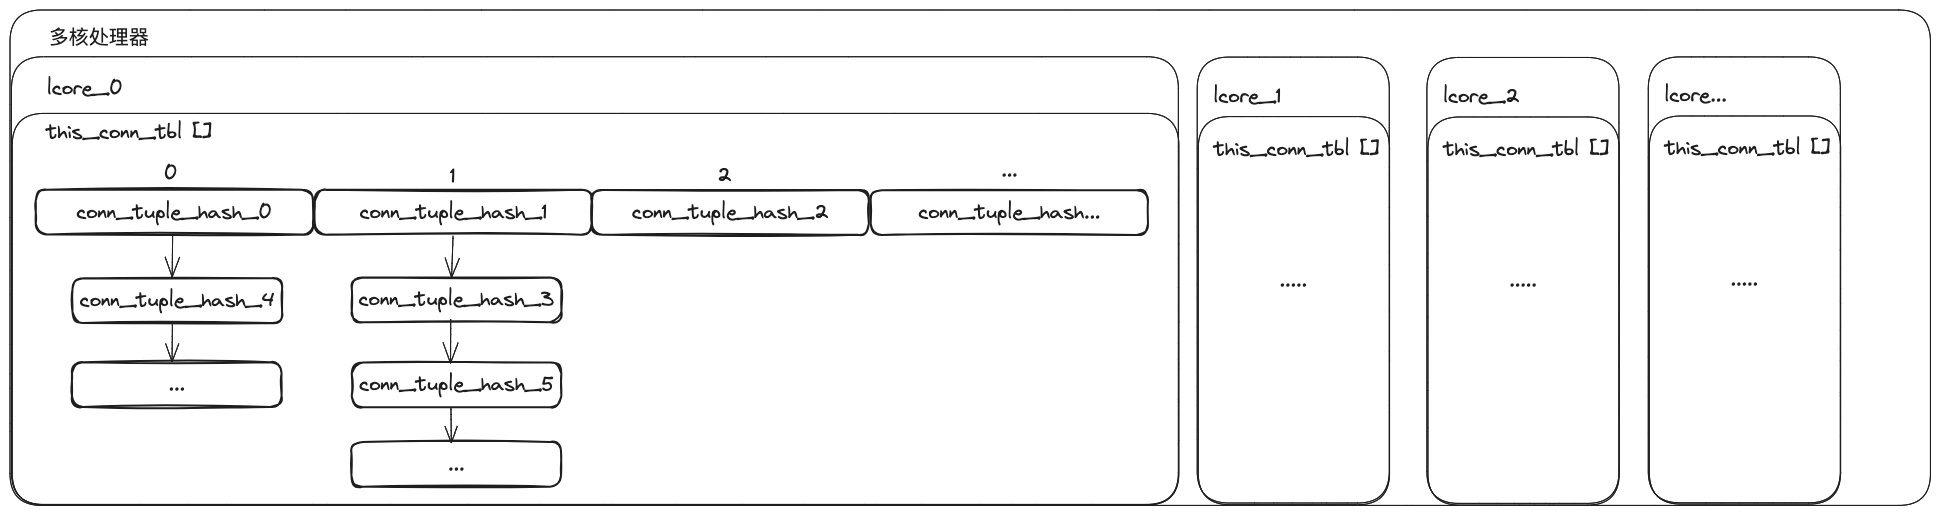 多核处理器
lcore_0
this_conn_tbl []
0
1
2
...
conn_tuple_hash_0
conn_tuple_hash_1
conn_tuple_hash_2
conn_tuple_hash...
conn_tuple_hash_4
conn_tuple_hash_3
...
conn_tuple_hash_5
...
lcore_1
this_conn_tbl []
.....
lcore_2
this_conn_tbl []
.....
lcore...
this_conn_tbl []
.....